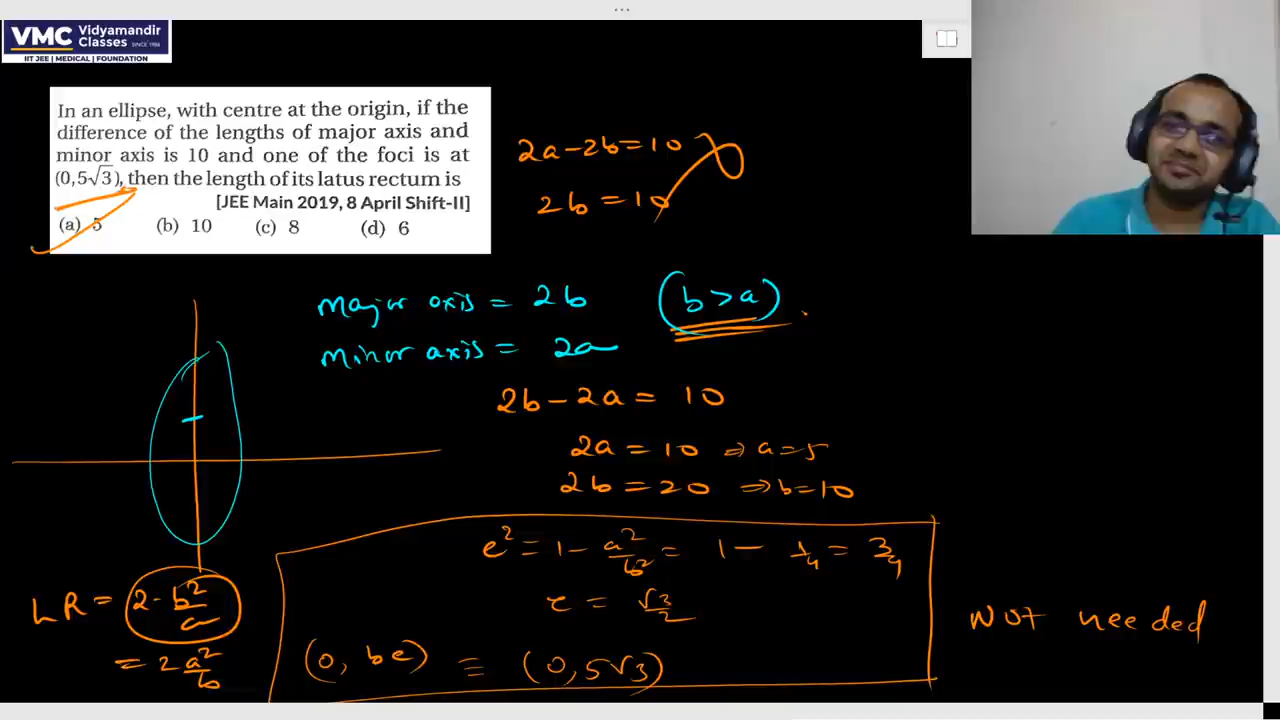 VMC Vidyamandir Classes SINCE 1986
IIT JEE | MEDICAL | FOUNDATION
In an ellipse, with centre at the origin, if the
difference of the lengths of major axis and
minor axis is 10 and one of the foci is at
(0,5√3), then the length of its latus rectum is
[JEE Main 2019, 8 April Shift-II]
(a) 5 (b) 10 (c) 8 (d) 6
2a-2b=10
2b=10
major axis = 2b (b>a)
minor axis = 2a
2b-2a = 10
2a = 10 ⇒ a=5
2b = 20 ⇒ b=10
e² = 1 - a²/b² = 1 - 1/4 = 3/4
e = √3/2
(0, be) ≡ (0, 5√3)
LR = 2·b²/a
= 2a²/b
Not needed